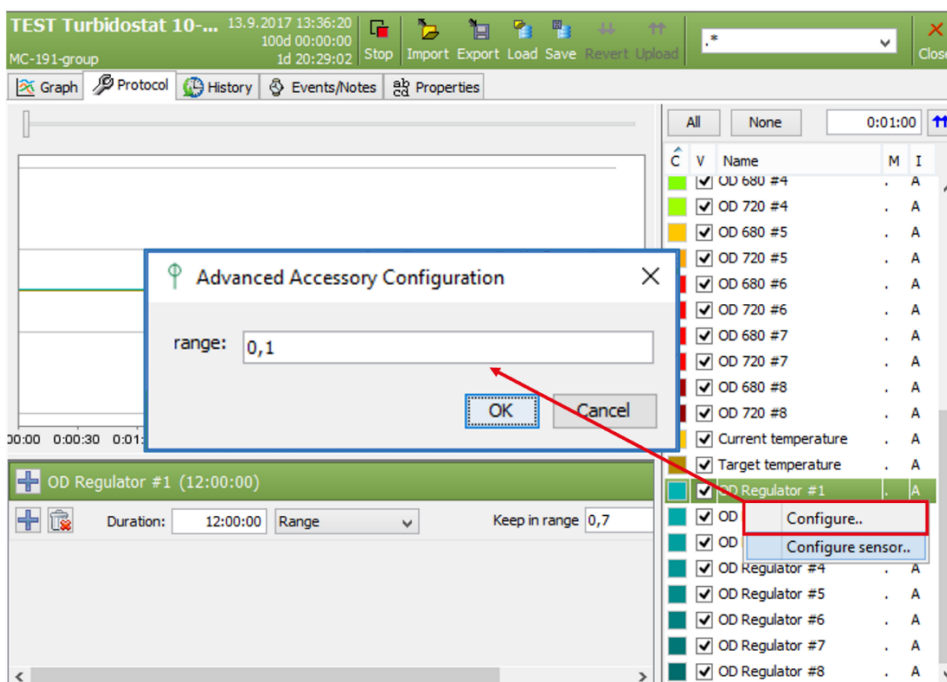 TEST Turbidostat 10-... 13.9.2017 13:36:20
100d 00:00:00
MC-191-group 1d 20:29:02
Stop Import Export Load Save Revert Upload
.*
Close
Graph Protocol History Events/Notes Properties
All None 0:01:00
C V Name M I
OD 680 #4 . A
OD 720 #4 . A
OD 680 #5 . A
OD 720 #5 . A
OD 680 #6 . A
OD 720 #6 . A
OD 680 #7 . A
OD 720 #7 . A
OD 680 #8 . A
OD 720 #8 . A
Current temperature . A
Target temperature . A
OD Regulator #1 . A
OD
OD
OD Regulator #4 . A
OD Regulator #5 . A
OD Regulator #6 . A
OD Regulator #7 . A
OD Regulator #8 . A
Configure..
Configure sensor..
Advanced Accessory Configuration
range: 0,1
OK Cancel
00:00 0:00:30 0:01:
OD Regulator #1 (12:00:00)
Duration: 12:00:00 Range Keep in range 0,7